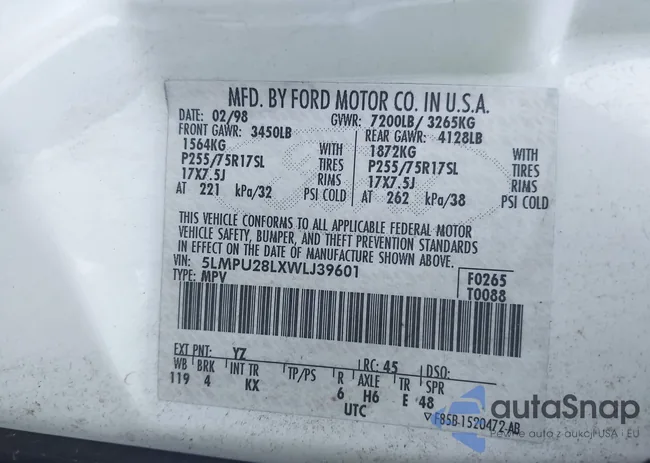 MFD. BY FORD MOTOR CO. IN U.S.A.
DATE: 02/98 GVWR: 7200LB/ 3265KG
FRONT GAWR: 3450LB REAR GAWR: 4128LB
1564KG WITH 1872KG WITH
P255/75R17SL TIRES P255/75R17SL TIRES
17X7.5J RIMS 17X7.5J RIMS
AT 221 kPa/32 PSI COLD AT 262 kPa/38 PSI COLD
THIS VEHICLE CONFORMS TO ALL APPLICABLE FEDERAL MOTOR
VEHICLE SAFETY, BUMPER, AND THEFT PREVENTION STANDARDS
IN EFFECT ON THE DATE OF MANUFACTURE SHOWN ABOVE.
VIN: 5LMPU28LXWLJ39601 F0265
TYPE: MPV T0088
EXT PNT: YZ RC: 45 DSO:
WB BRK INT TR TP/PS R AXLE TR SPR
119 4 KX 6 H6 E 48
UTC ▽ F85B-1520472-AB
autaSnap
Pewne auta z aukcji USA · EU